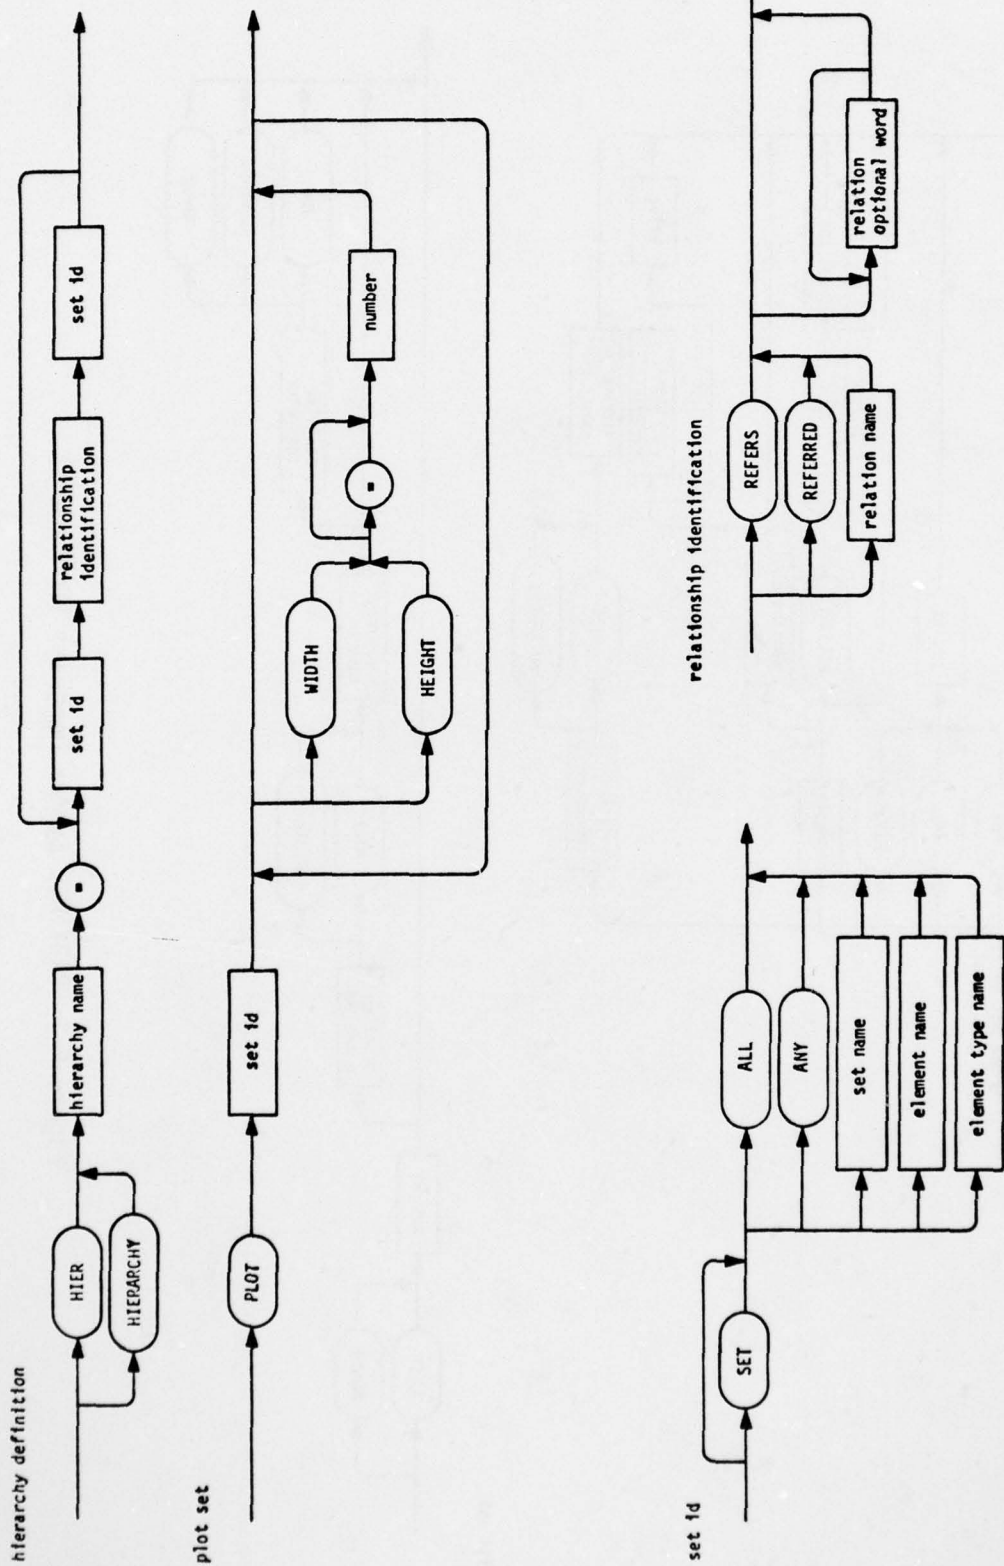 hierarchy definition
HIER
HIERARCHY
hierarchy name
=
set id
relationship
identification
set id
plot set
PLOT
set id
WIDTH
HEIGHT
=
number
set id
SET
ALL
ANY
set name
element name
element type name
relationship identification
REFERS
REFERRED
relation name
relation
optional word